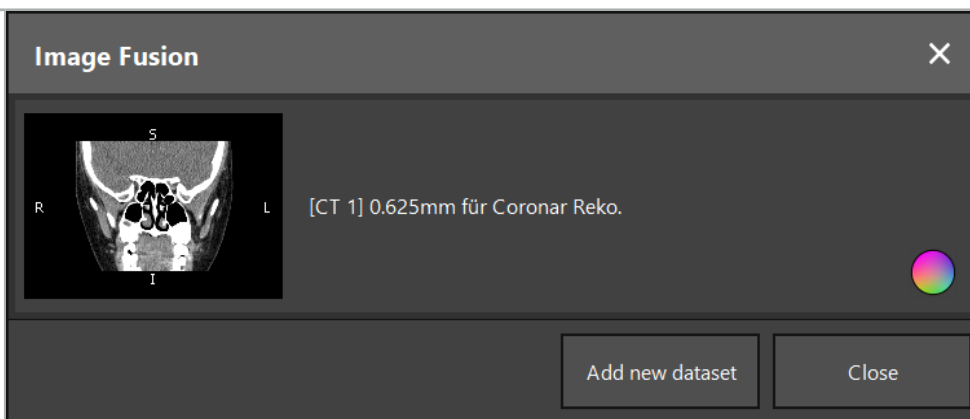 Image Fusion
S
R
L
[CT 1] 0.625mm für Coronar Reko.
I
Add new dataset
Close